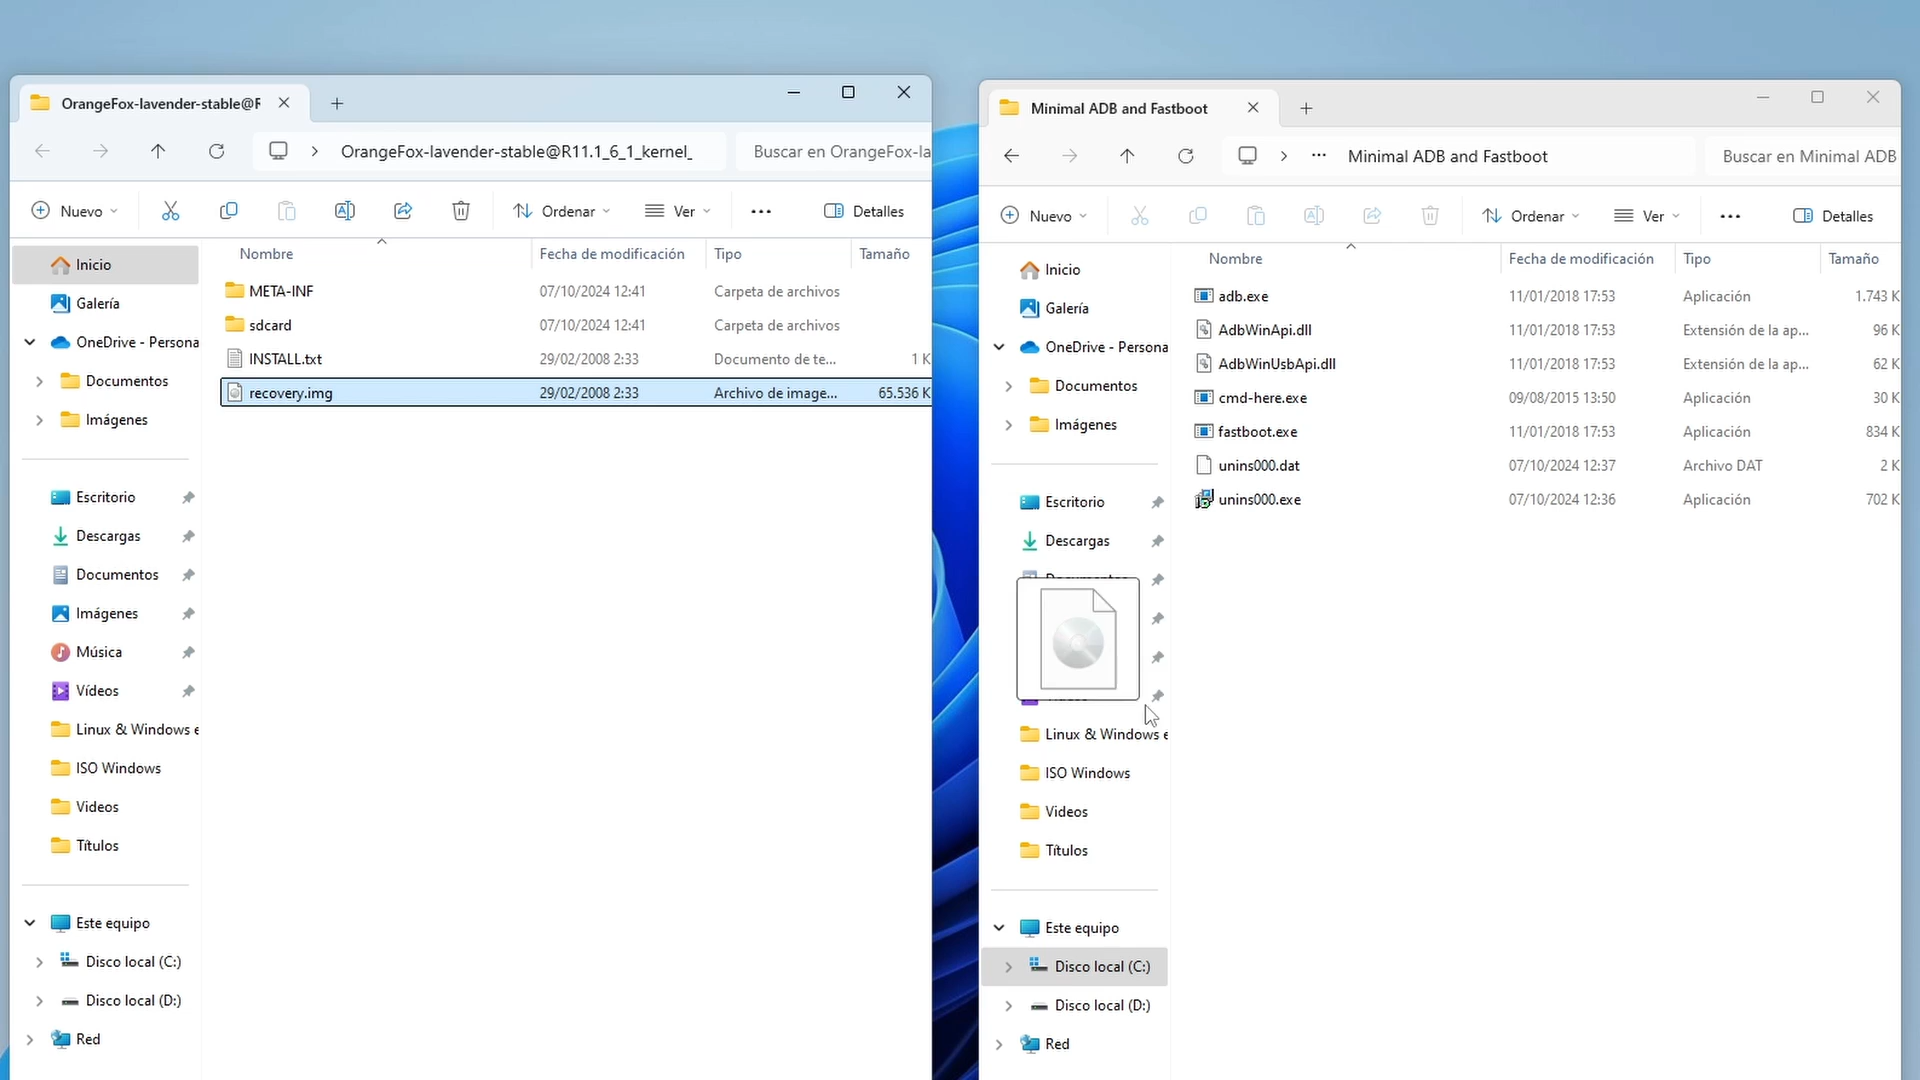 OrangeFox-lavender-stable@F
OrangeFox-lavender-stable@R11.1_6_1_kernel_
Buscar en OrangeFox-la
Nuevo
Ordenar
Ver
Detalles
Nombre
Fecha de modificación
Tipo
Tamaño
META-INF
07/10/2024 12:41
Carpeta de archivos
sdcard
07/10/2024 12:41
Carpeta de archivos
INSTALL.txt
29/02/2008 2:33
Documento de te...
1 K
recovery.img
29/02/2008 2:33
Archivo de image...
65.536 K
Inicio
Galería
OneDrive - Persona
Documentos
Imágenes
Escritorio
Descargas
Documentos
Imágenes
Música
Vídeos
Linux & Windows e
ISO Windows
Videos
Títulos
Este equipo
Disco local (C:)
Disco local (D:)
Red
Minimal ADB and Fastboot
Minimal ADB and Fastboot
Buscar en Minimal ADB
Nuevo
Ordenar
Ver
Detalles
Nombre
Fecha de modificación
Tipo
Tamaño
adb.exe
11/01/2018 17:53
Aplicación
1.743 K
AdbWinApi.dll
11/01/2018 17:53
Extensión de la ap...
96 K
AdbWinUsbApi.dll
11/01/2018 17:53
Extensión de la ap...
62 K
cmd-here.exe
09/08/2015 13:50
Aplicación
30 K
fastboot.exe
11/01/2018 17:53
Aplicación
834 K
unins000.dat
07/10/2024 12:37
Archivo DAT
2 K
unins000.exe
07/10/2024 12:36
Aplicación
702 K
Inicio
Galería
OneDrive - Persona
Documentos
Imágenes
Escritorio
Descargas
Linux & Windows e
ISO Windows
Videos
Títulos
Este equipo
Disco local (C:)
Disco local (D:)
Red